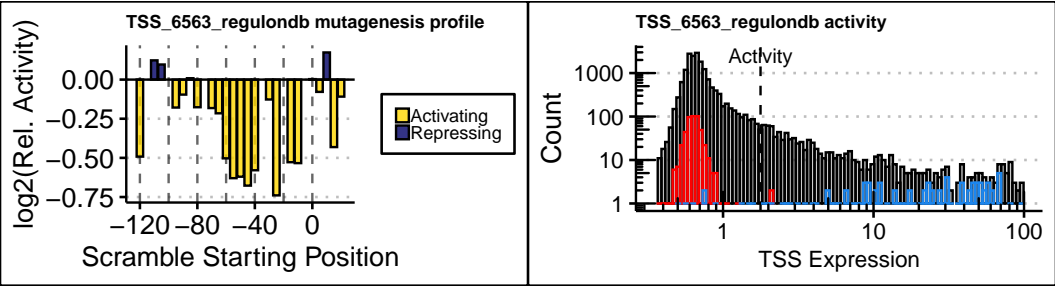 TSS_6563_regulondb mutagenesis profile
log2(Rel. Activity)
0.00
−0.25
−0.50
−0.75
−120 −80 −40 0
Scramble Starting Position
Activating
Repressing
TSS_6563_regulondb activity
Activity
Count
1000
100
10
1
1 10 100
TSS Expression